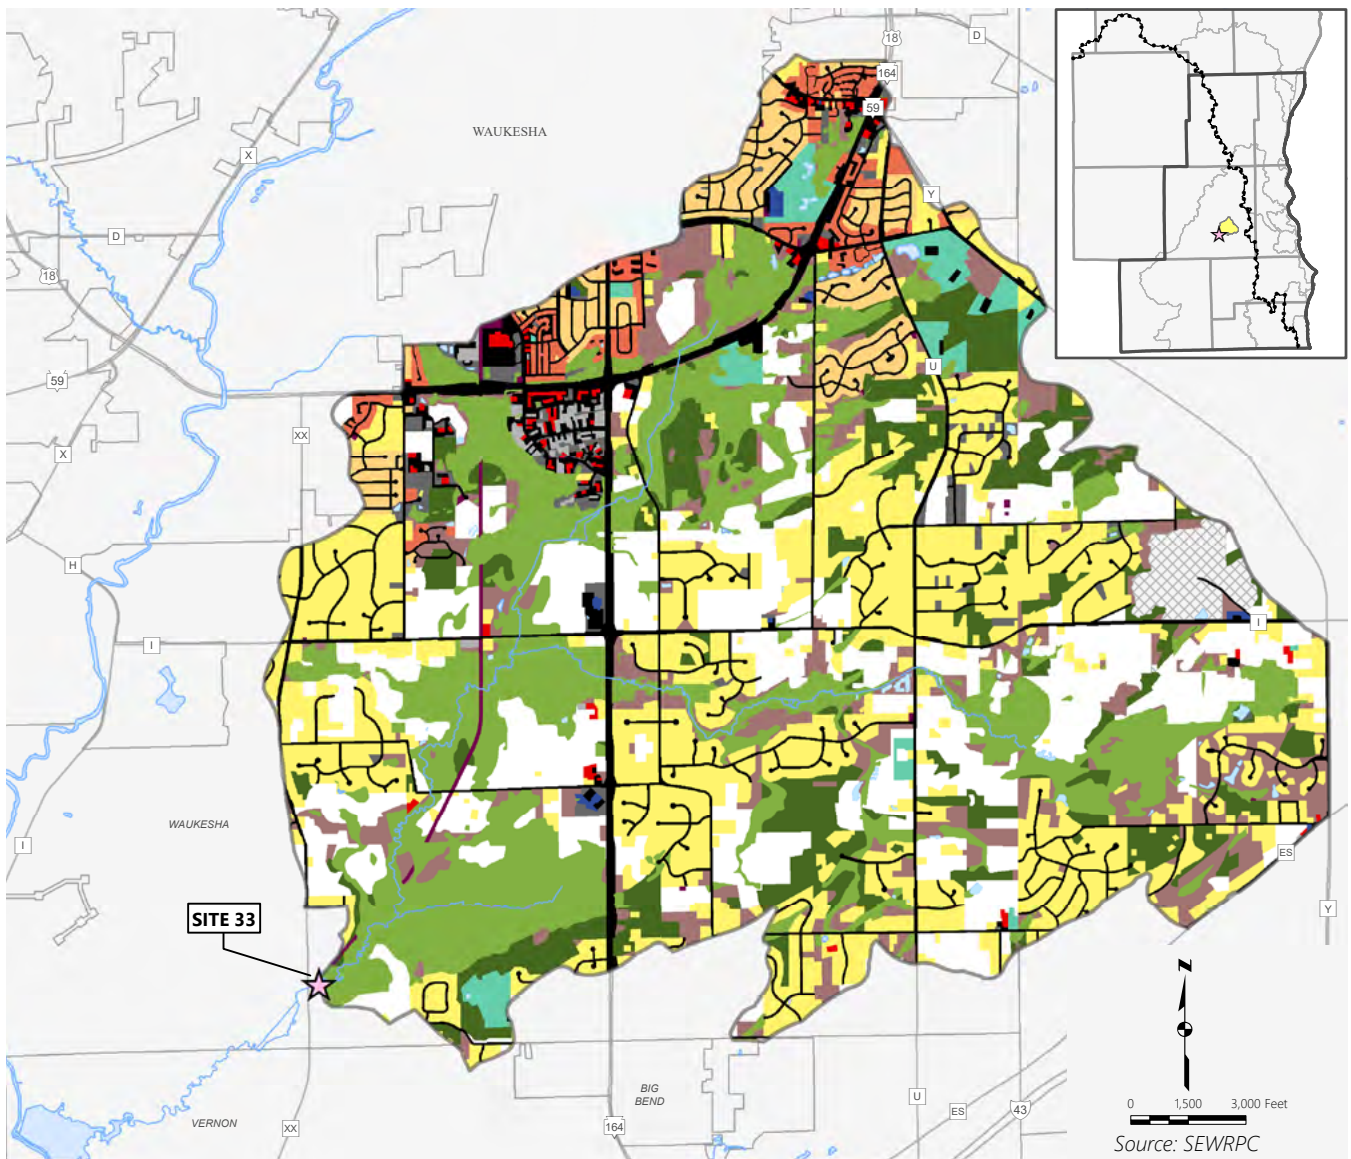 18
D
164
59
WAUKESHA
X
Y
D
18
U
59
XX
X
H
I
I
WAUKESHA
I
ES
SITE 33
Y
N
BIG
BEND
U
ES
43
0 1,500 3,000 Feet
VERNON
XX
164
Source: SEWRPC